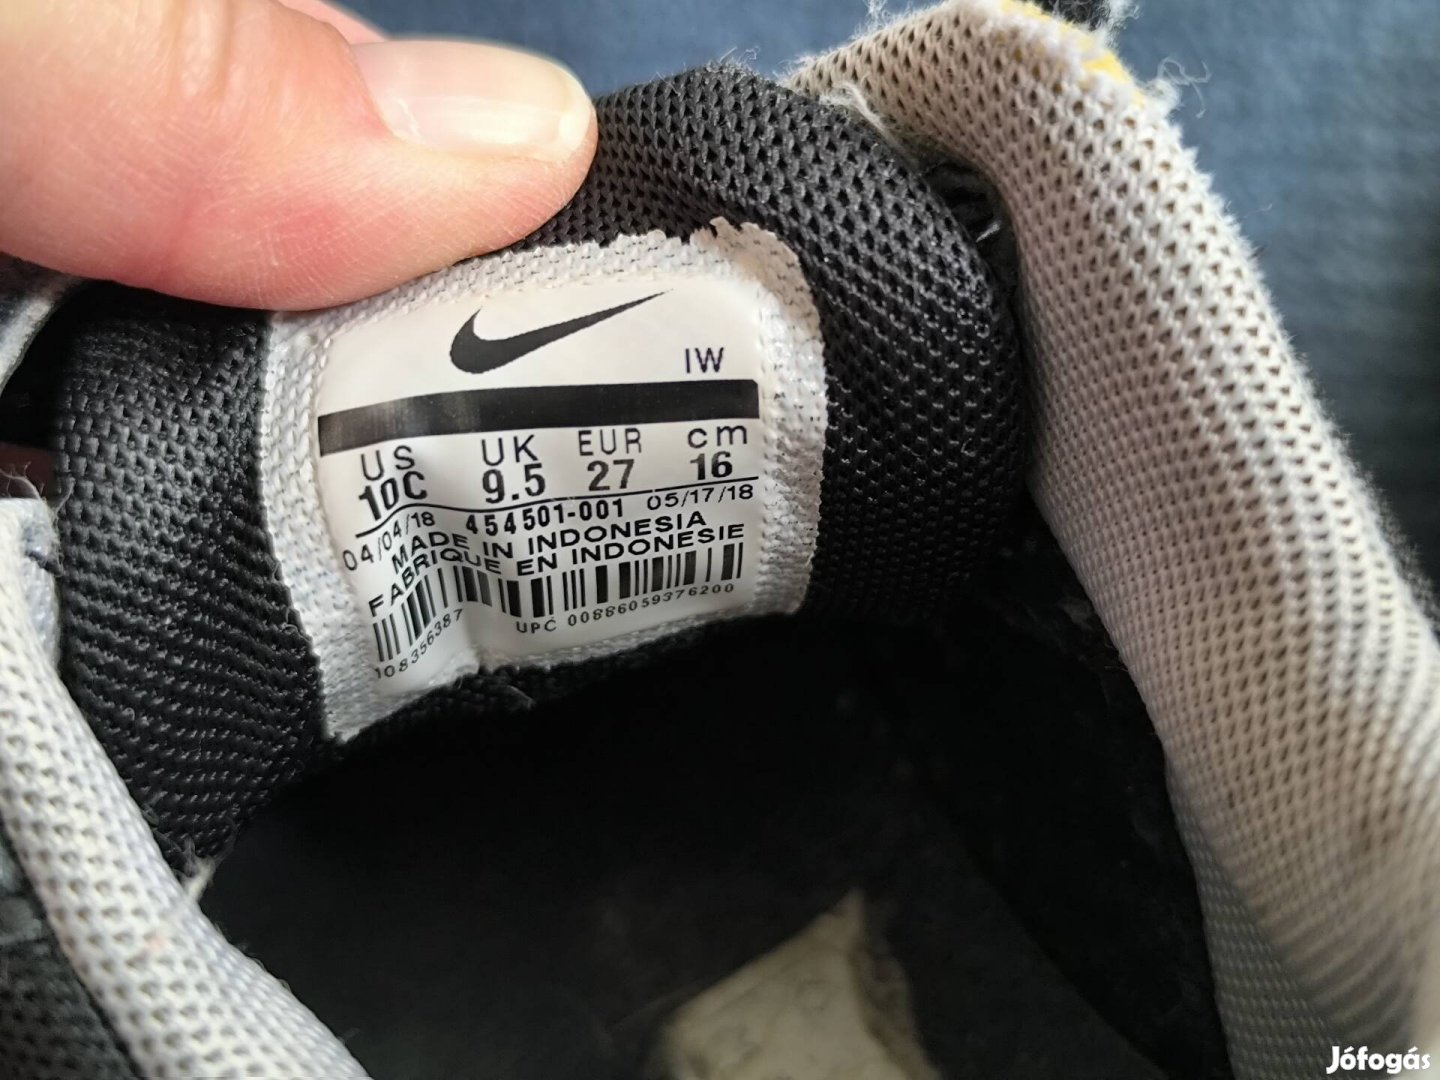 IW
US UK EUR cm
10C 9.5 27 16
04/04/18 454501-001 05/17/18
MADE IN INDONESIA
FABRIQUE EN INDONESIE
108356387 UPC 00886059376200
Jófogás